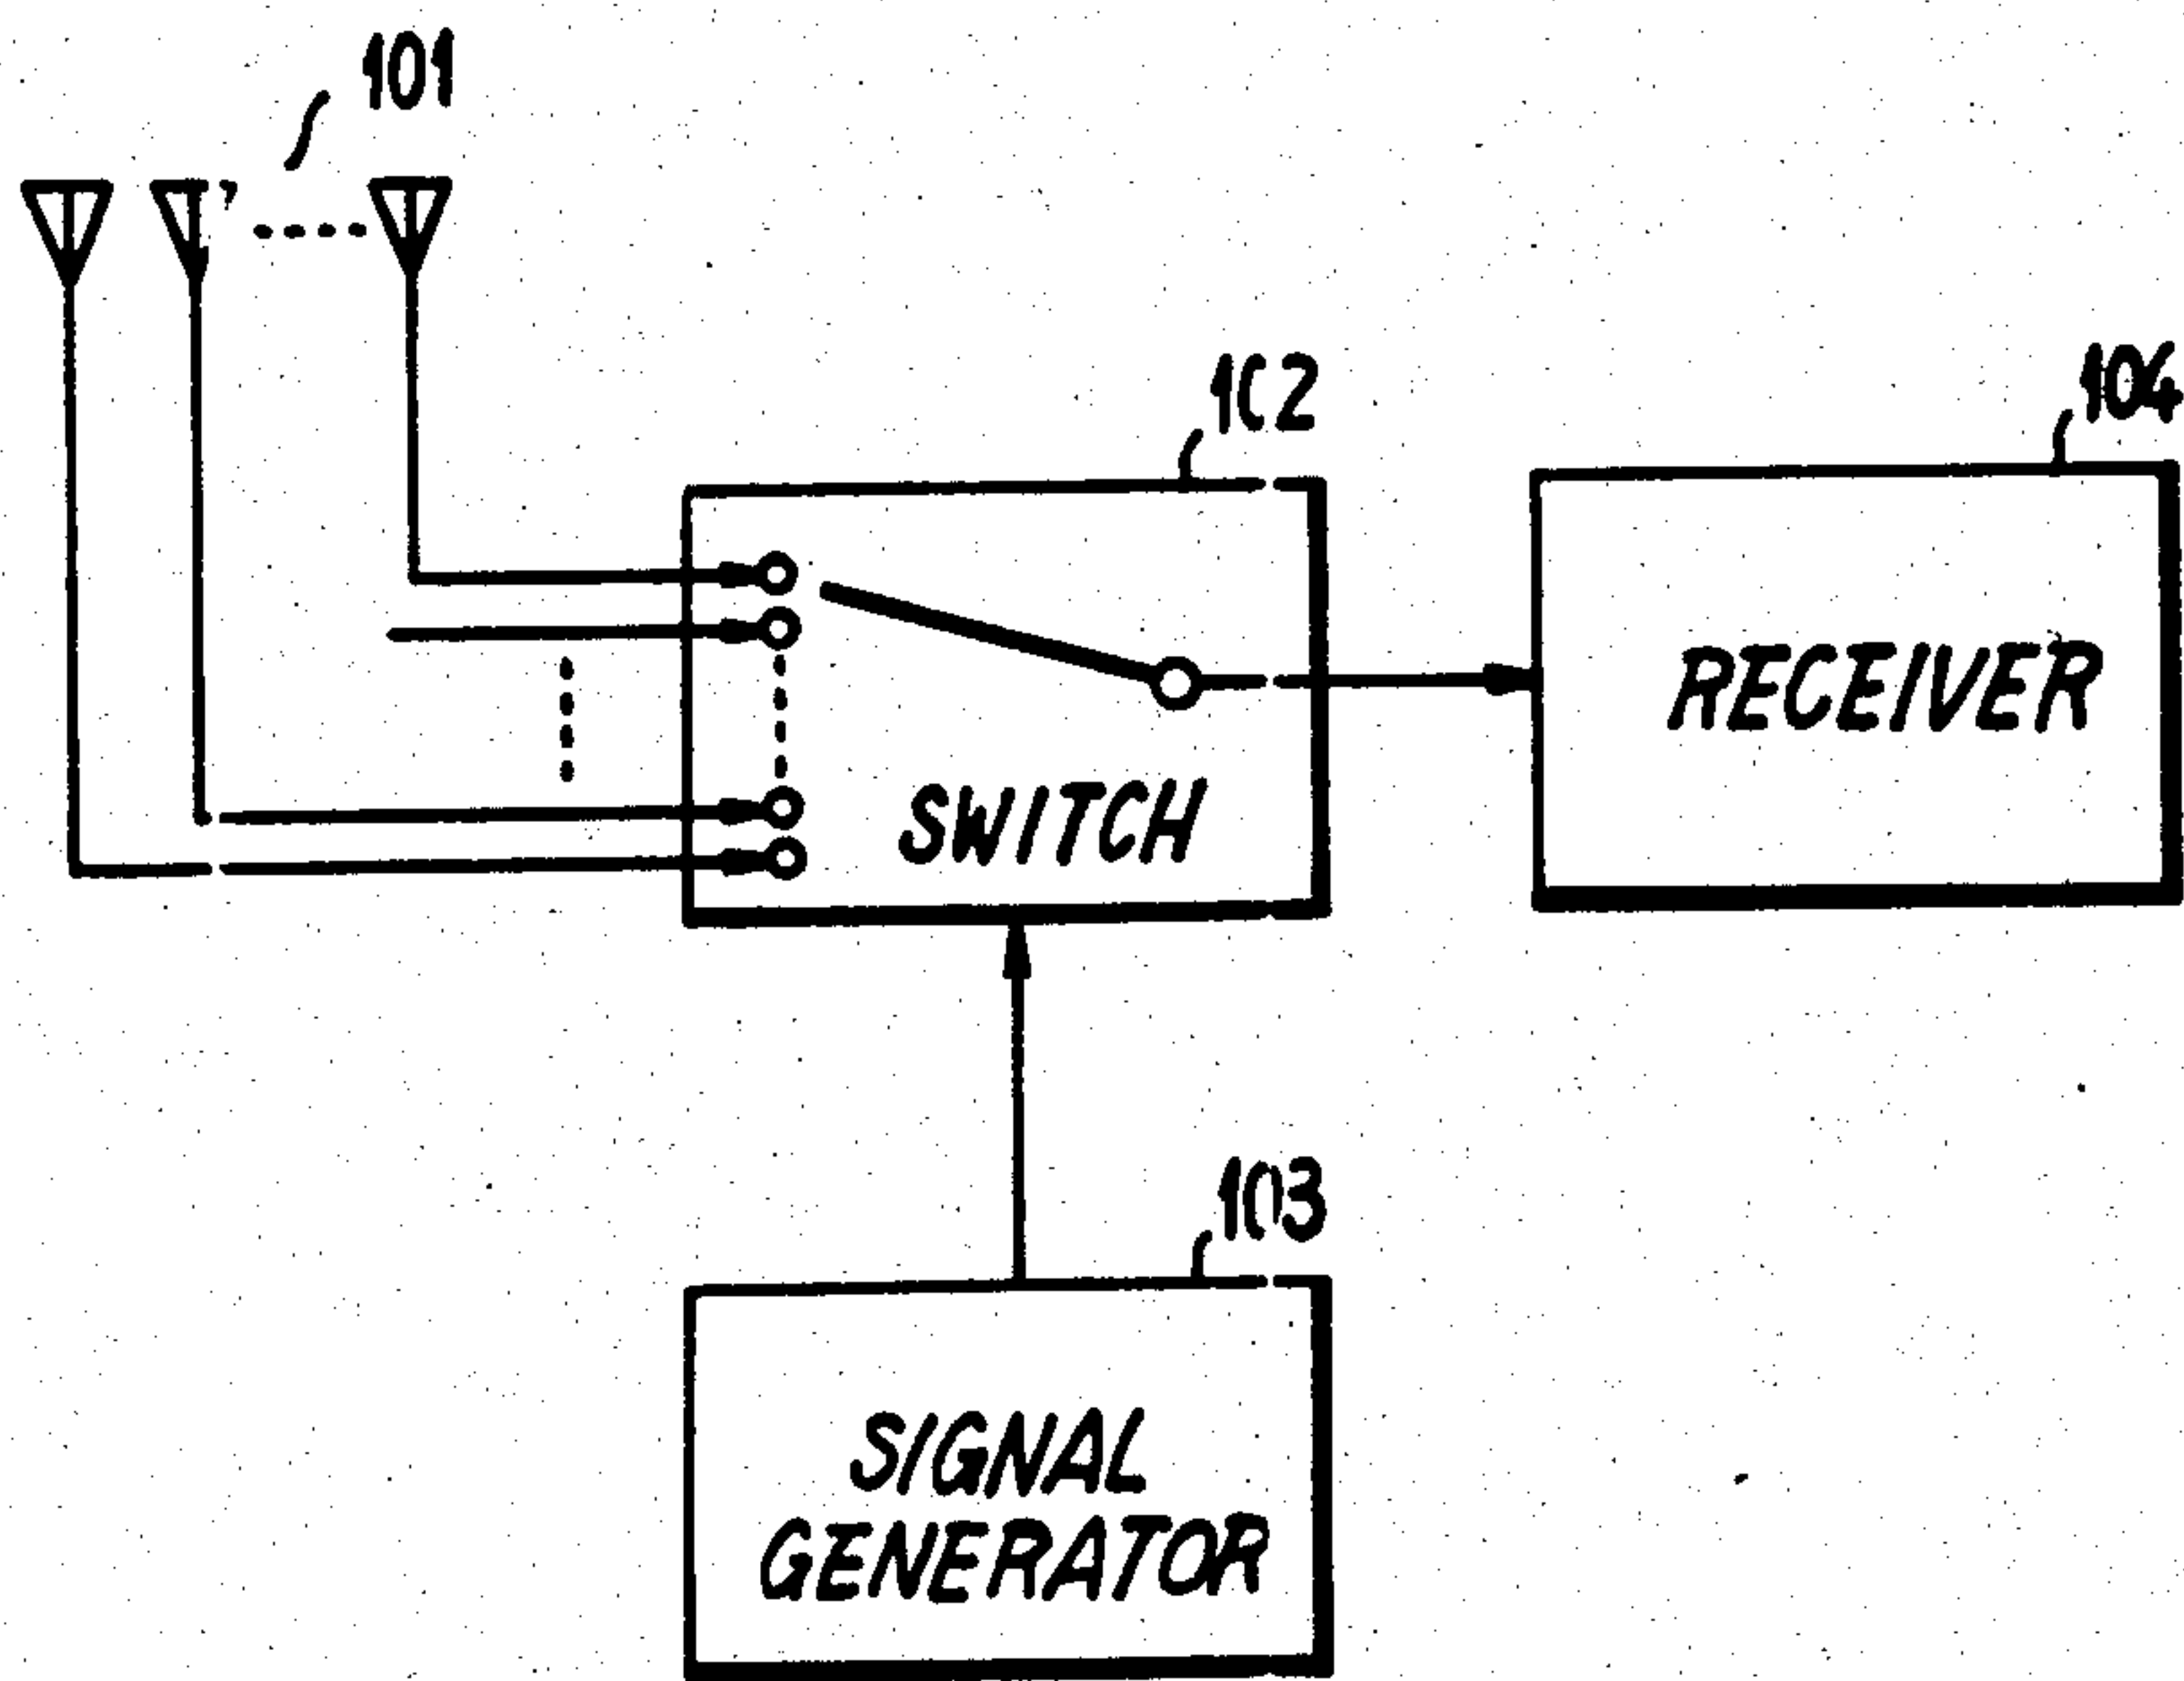 101
102
104
RECEIVER
SWITCH
103
SIGNAL
GENERATOR